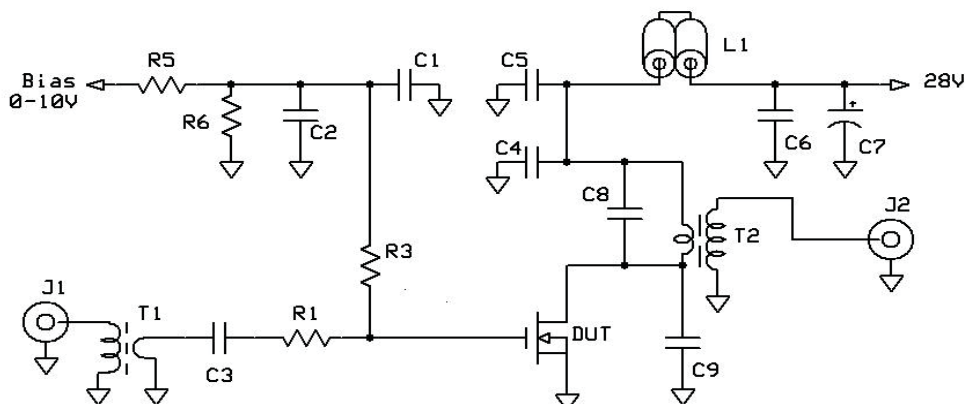 R5
C1
C5
L1
Bias
0-10V
28V
R6
C2
C6
+
C7
C4
C8
J2
T2
R3
J1
T1
R1
DUT
C3
C9